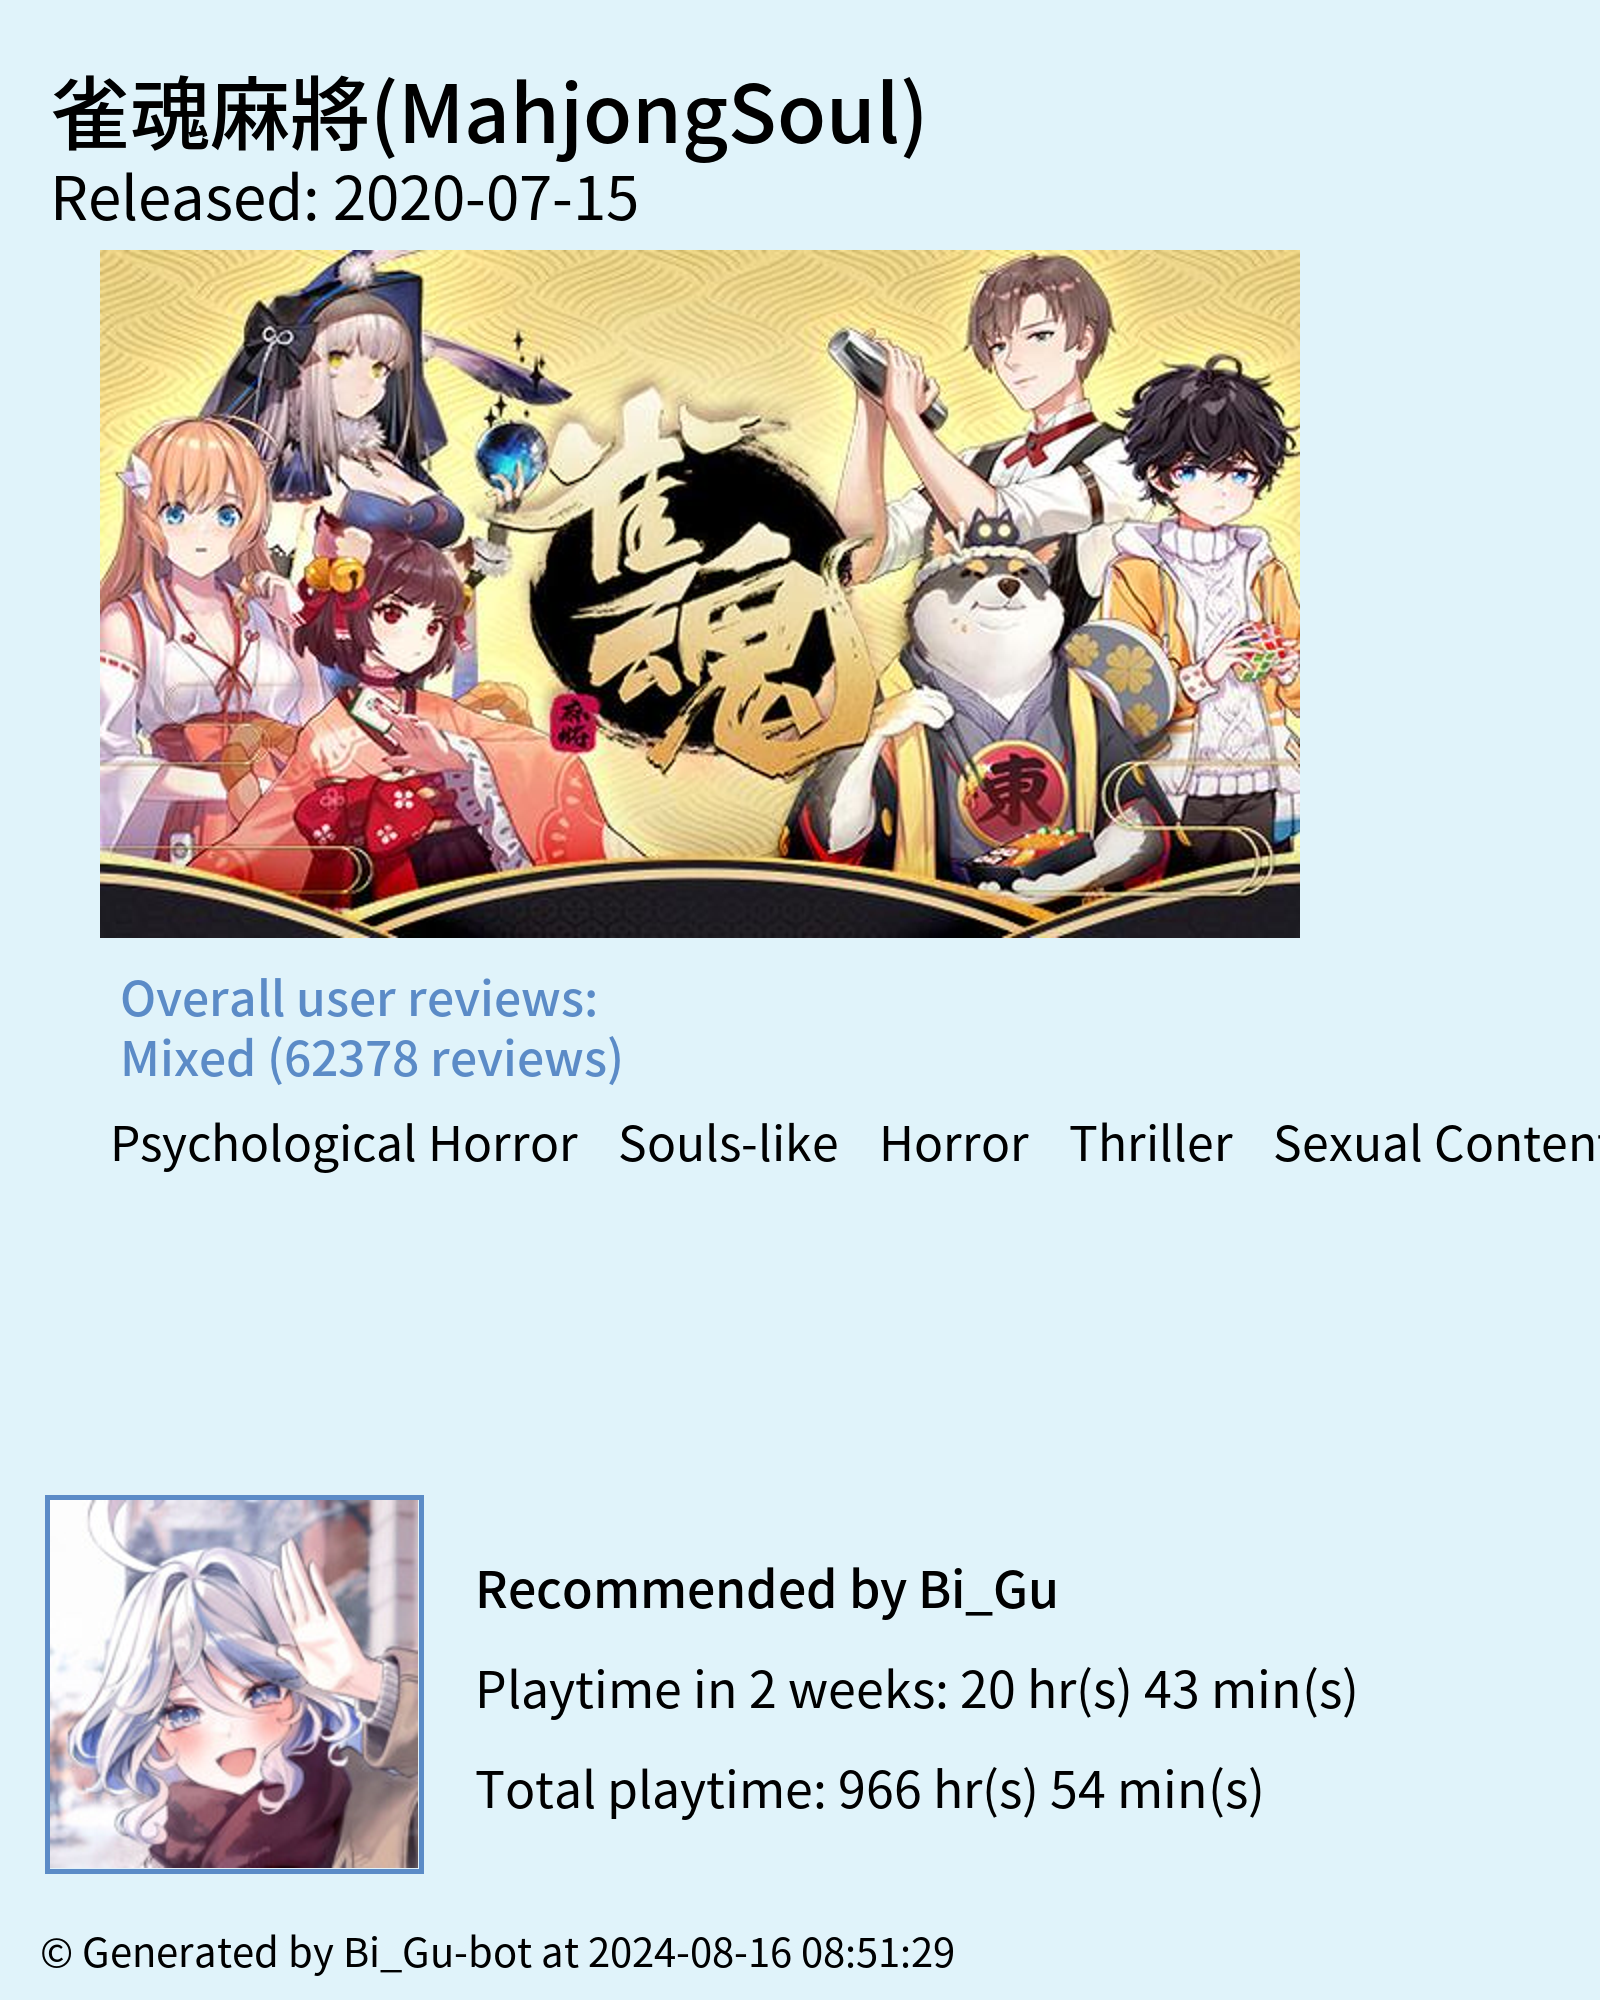 雀魂麻將(MahjongSoul)
Released: 2020-07-15
雀
魂
麻
將
東
Overall user reviews:
Mixed (62378 reviews)
Psychological Horror Souls-like Horror Thriller Sexual Content
Recommended by Bi_Gu
Playtime in 2 weeks: 20 hr(s) 43 min(s)
Total playtime: 966 hr(s) 54 min(s)
© Generated by Bi_Gu-bot at 2024-08-16 08:51:29